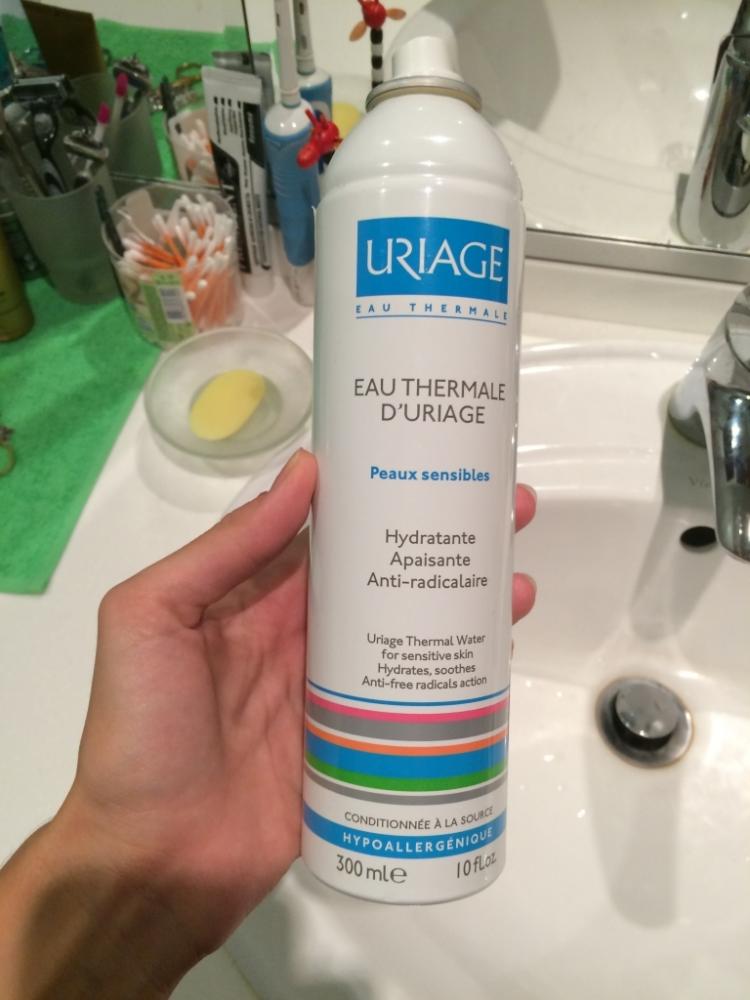 URIAGE
EAU THERMALE
EAU THERMALE
D'URIAGE
Peaux sensibles
Hydratante
Apaisante
Anti-radicalaire
Uriage Thermal Water
for sensitive skin
Hydrates, soothes
Anti-free radicals action
CONDITIONNÉE À LA SOURCE
HYPOALLERGÉNIQUE
300 ml℮ 10 fl.oz.